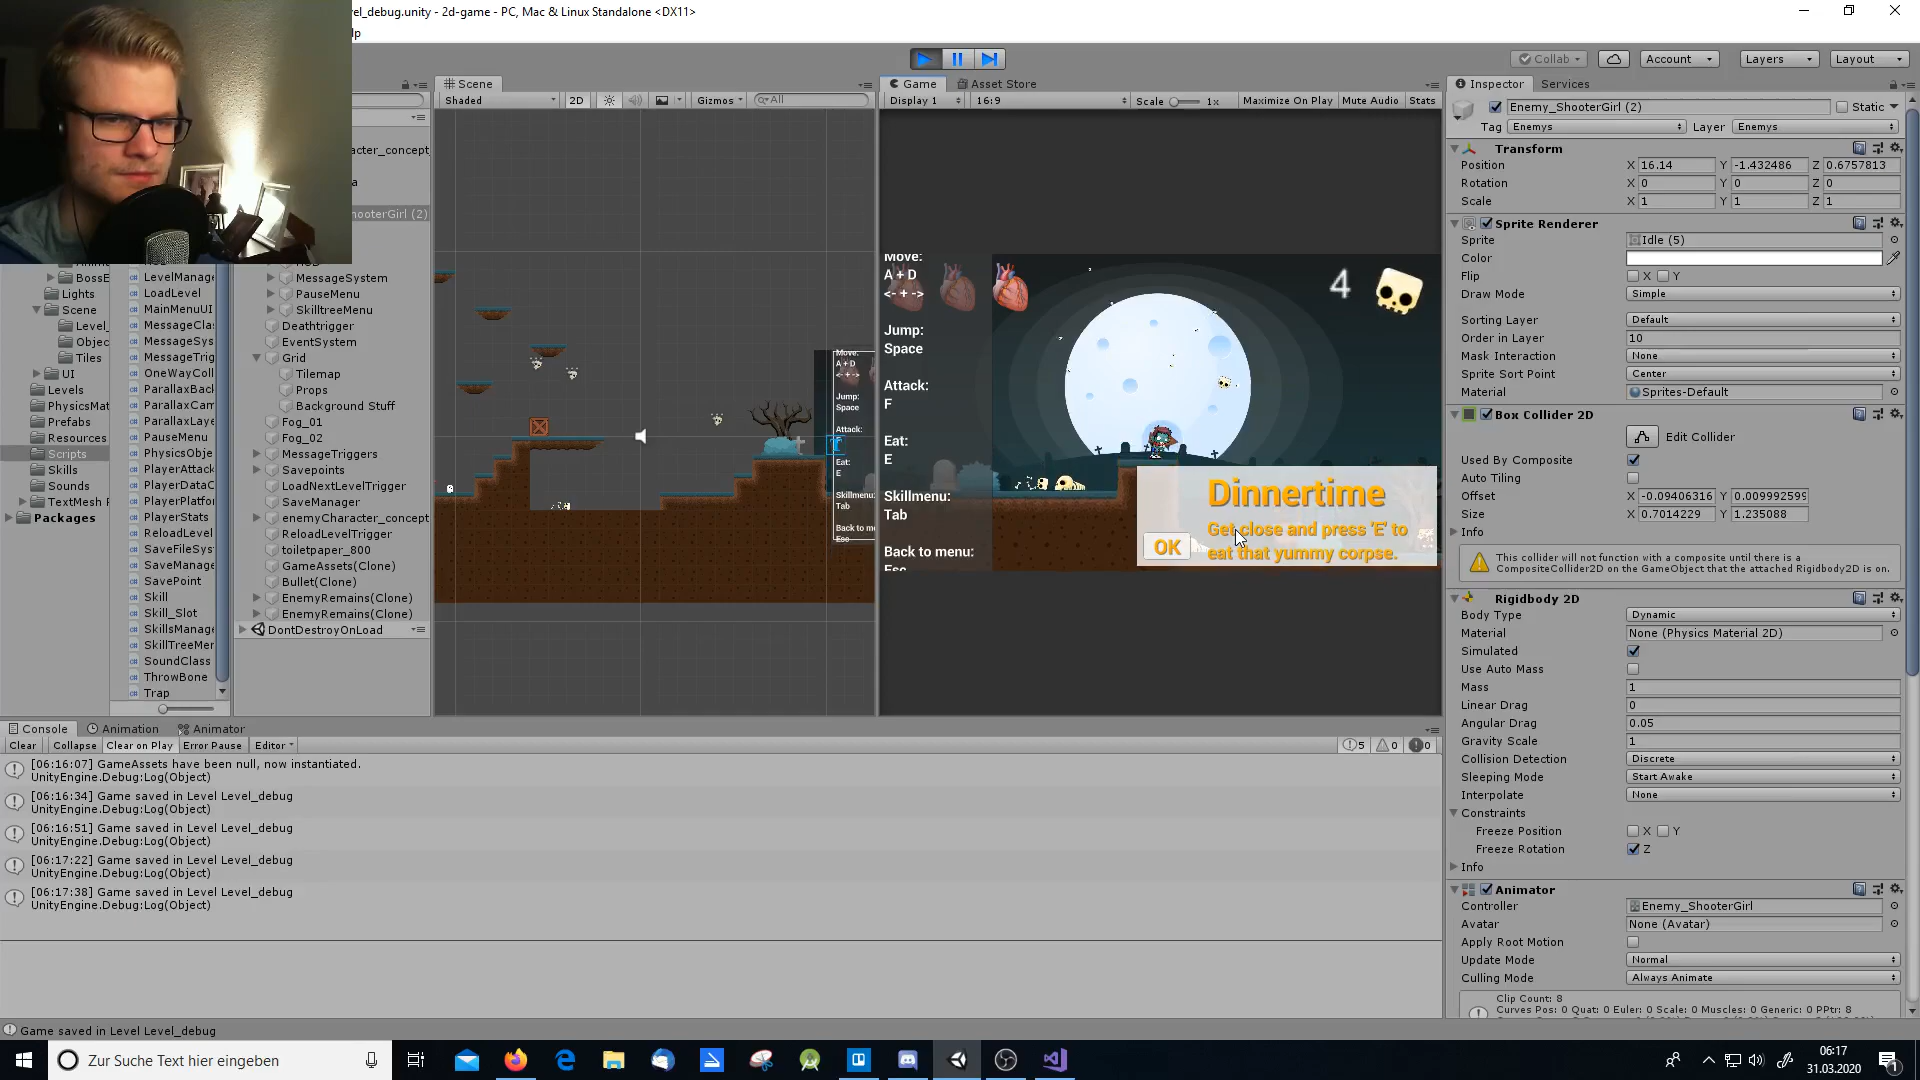 el_debug.unity - 2d-game - PC, Mac & Linux Standalone <DX11>
lp
Collab
Account
Layers
Layout
Scene
Shaded
2D
Gizmos
All
Game
Asset Store
Display 1
16:9
Scale
1x
Maximize On Play
Mute Audio
Stats
acter_concept_
a
hooterGirl (2)
BossE
Lights
Scene
Level_
Objec
Tiles
UI
Levels
PhysicsMat
Prefabs
Resources
Scripts
Skills
Sounds
TextMesh P
Packages
LevelManage
LoadLevel
MainMenuUI
MessageClas
MessageSys
MessageTrig
OneWayColl
ParallaxBack
ParallaxCam
ParallaxLaye
PauseMenu
PhysicsObje
PlayerAttack
PlayerDataC
PlayerPlatfor
PlayerStats
ReloadLevel
SaveFileSys
SaveManage
SavePoint
Skill
Skill_Slot
SkillsManage
SkillTreeMen
SoundClass
ThrowBone
Trap
MessageSystem
PauseMenu
SkilltreeMenu
Deathtrigger
EventSystem
Grid
Tilemap
Props
Background Stuff
Fog_01
Fog_02
MessageTriggers
Savepoints
LoadNextLevelTrigger
SaveManager
enemyCharacter_concept
ReloadLevelTrigger
toiletpaper_800
GameAssets(Clone)
Bullet(Clone)
EnemyRemains(Clone)
EnemyRemains(Clone)
DontDestroyOnLoad
Move:
A + D
<- + ->
Jump:
Space
Attack:
Eat:
E
Skillmenu:
Tab
Back to me
Esc
Move:
A + D
<- + ->
Jump:
Space
Attack:
F
Eat:
E
Skillmenu:
Tab
Back to menu:
Esc
4
Dinnertime
Get close and press 'E' to
eat that yummy corpse.
OK
Inspector
Services
Enemy_ShooterGirl (2)
Static
Tag
Enemys
Layer
Enemys
Transform
Position X 16.14 Y -1.432486 Z 0.6757813
Rotation X 0 Y 0 Z 0
Scale X 1 Y 1 Z 1
Sprite Renderer
Sprite Idle (5)
Color
Flip X Y
Draw Mode Simple
Sorting Layer Default
Order in Layer 10
Mask Interaction None
Sprite Sort Point Center
Material Sprites-Default
Box Collider 2D
Edit Collider
Used By Composite
Auto Tiling
Offset X -0.09406316 Y 0.009992599
Size X 0.7014229 Y 1.235088
Info
This collider will not function with a composite until there is a
CompositeCollider2D on the GameObject that the attached Rigidbody2D is on.
Rigidbody 2D
Body Type Dynamic
Material None (Physics Material 2D)
Simulated
Use Auto Mass
Mass 1
Linear Drag 0
Angular Drag 0.05
Gravity Scale 1
Collision Detection Discrete
Sleeping Mode Start Awake
Interpolate None
Constraints
Freeze Position X Y
Freeze Rotation Z
Info
Animator
Controller Enemy_ShooterGirl
Avatar None (Avatar)
Apply Root Motion
Update Mode Normal
Culling Mode Always Animate
Clip Count: 8
Curves Pos: 0 Quat: 0 Euler: 0 Scale: 0 Muscles: 0 Generic: 0 PPtr: 8
Console
Animation
Animator
Clear
Collapse
Clear on Play
Error Pause
Editor
5
0
0
[06:16:07] GameAssets have been null, now instantiated.
UnityEngine.Debug:Log(Object)
[06:16:34] Game saved in Level Level_debug
UnityEngine.Debug:Log(Object)
[06:16:51] Game saved in Level Level_debug
UnityEngine.Debug:Log(Object)
[06:17:22] Game saved in Level Level_debug
UnityEngine.Debug:Log(Object)
[06:17:38] Game saved in Level Level_debug
UnityEngine.Debug:Log(Object)
Game saved in Level Level_debug
Zur Suche Text hier eingeben
06:17
31.03.2020
1